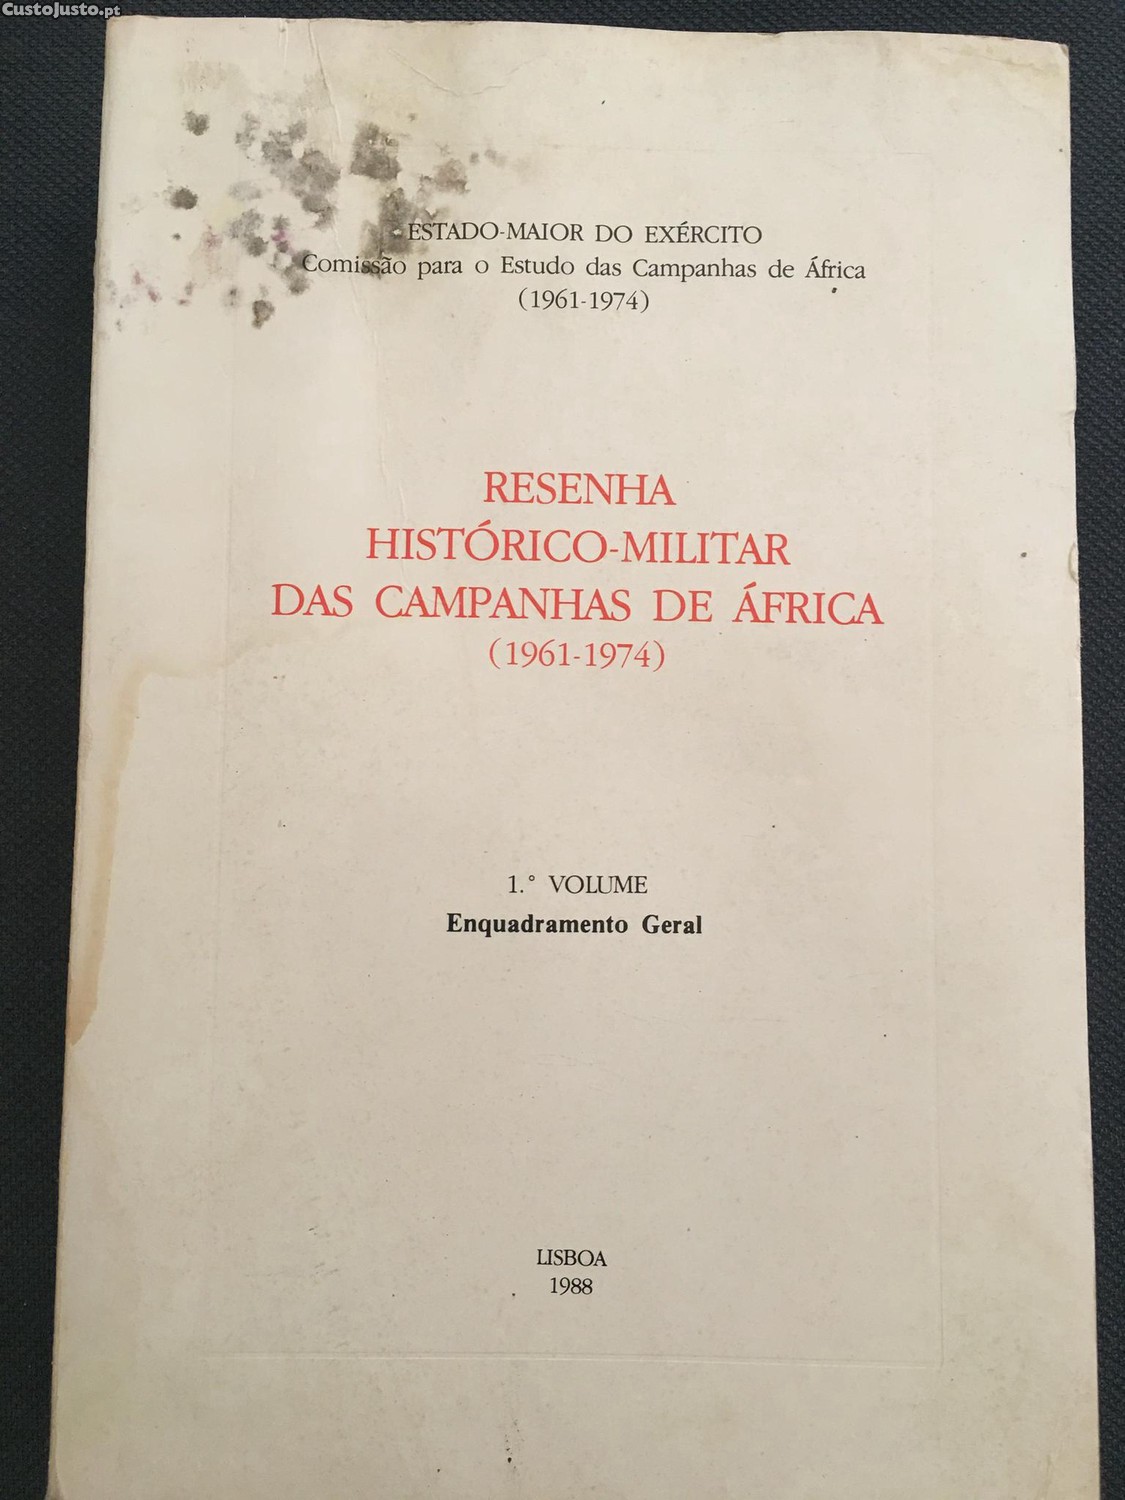 CustoJusto.pt
ESTADO-MAIOR DO EXÉRCITO
Comissão para o Estudo das Campanhas de África
(1961-1974)
RESENHA
HISTÓRICO-MILITAR
DAS CAMPANHAS DE ÁFRICA
(1961-1974)
1.° VOLUME
Enquadramento Geral
LISBOA
1988